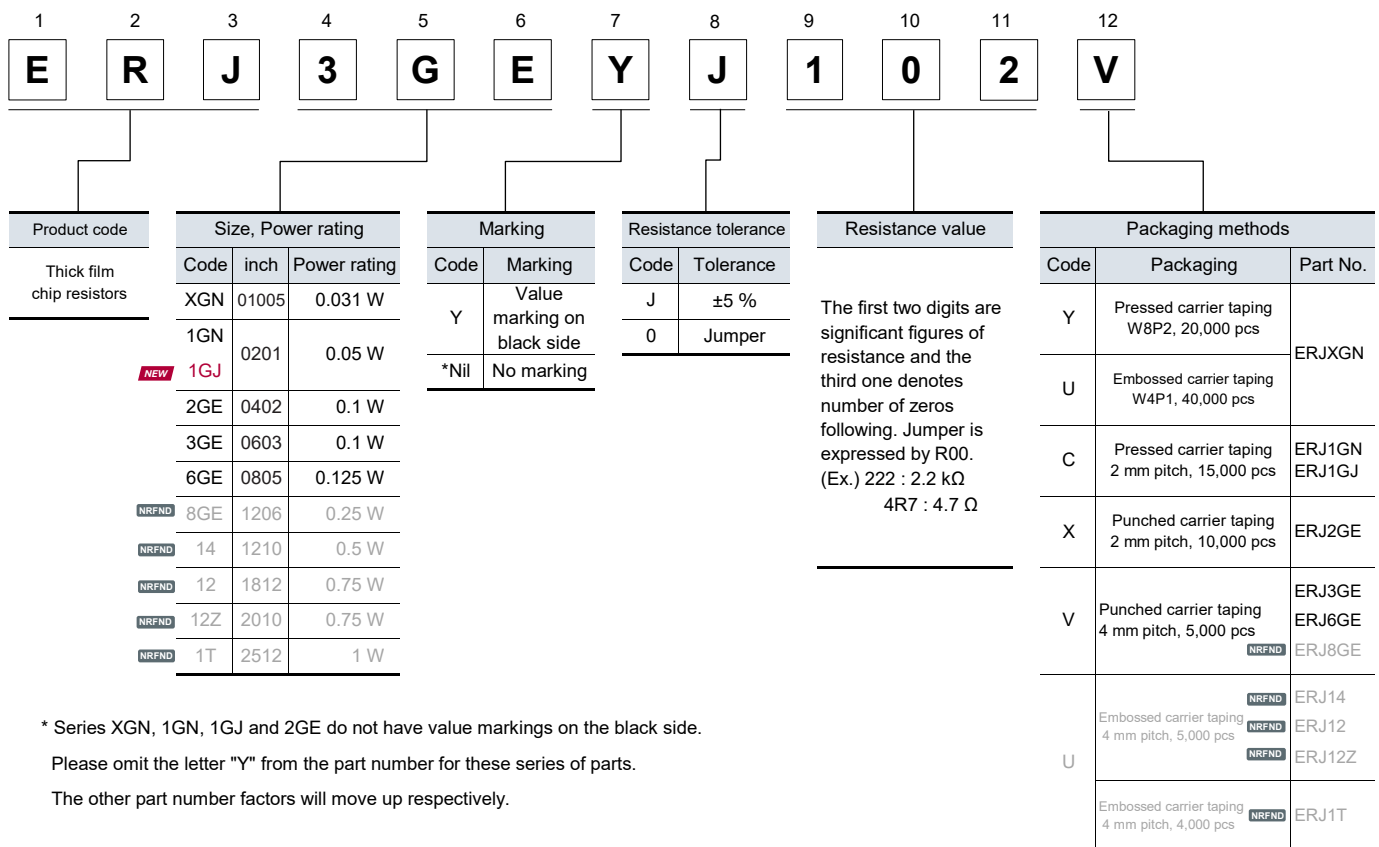 1 2 3 4 5 6 7 8 9 10 11 12
E R J 3 G E Y J 1 0 2 V
Product code
Thick film
chip resistors
Size, Power rating
Code inch Power rating
XGN 01005 0.031 W
1GN
0201 0.05 W
NEW 1GJ
2GE 0402 0.1 W
3GE 0603 0.1 W
6GE 0805 0.125 W
NRFND 8GE 1206 0.25 W
NRFND 14 1210 0.5 W
NRFND 12 1812 0.75 W
NRFND 12Z 2010 0.75 W
NRFND 1T 2512 1 W
Marking
Code Marking
Y Value
marking on
black side
*Nil No marking
Resistance tolerance
Code Tolerance
J ±5 %
0 Jumper
Resistance value
The first two digits are
significant figures of
resistance and the
third one denotes
number of zeros
following. Jumper is
expressed by R00.
(Ex.) 222 : 2.2 kΩ
4R7 : 4.7 Ω
Packaging methods
Code Packaging Part No.
Y Pressed carrier taping
W8P2, 20,000 pcs
ERJXGN
U Embossed carrier taping
W4P1, 40,000 pcs
C Pressed carrier taping
2 mm pitch, 15,000 pcs
ERJ1GN
ERJ1GJ
X Punched carrier taping
2 mm pitch, 10,000 pcs
ERJ2GE
V Punched carrier taping
4 mm pitch, 5,000 pcs
ERJ3GE
ERJ6GE
NRFND ERJ8GE
U Embossed carrier taping
4 mm pitch, 5,000 pcs
NRFND ERJ14
NRFND ERJ12
NRFND ERJ12Z
Embossed carrier taping
4 mm pitch, 4,000 pcs
NRFND ERJ1T
* Series XGN, 1GN, 1GJ and 2GE do not have value markings on the black side.
Please omit the letter "Y" from the part number for these series of parts.
The other part number factors will move up respectively.